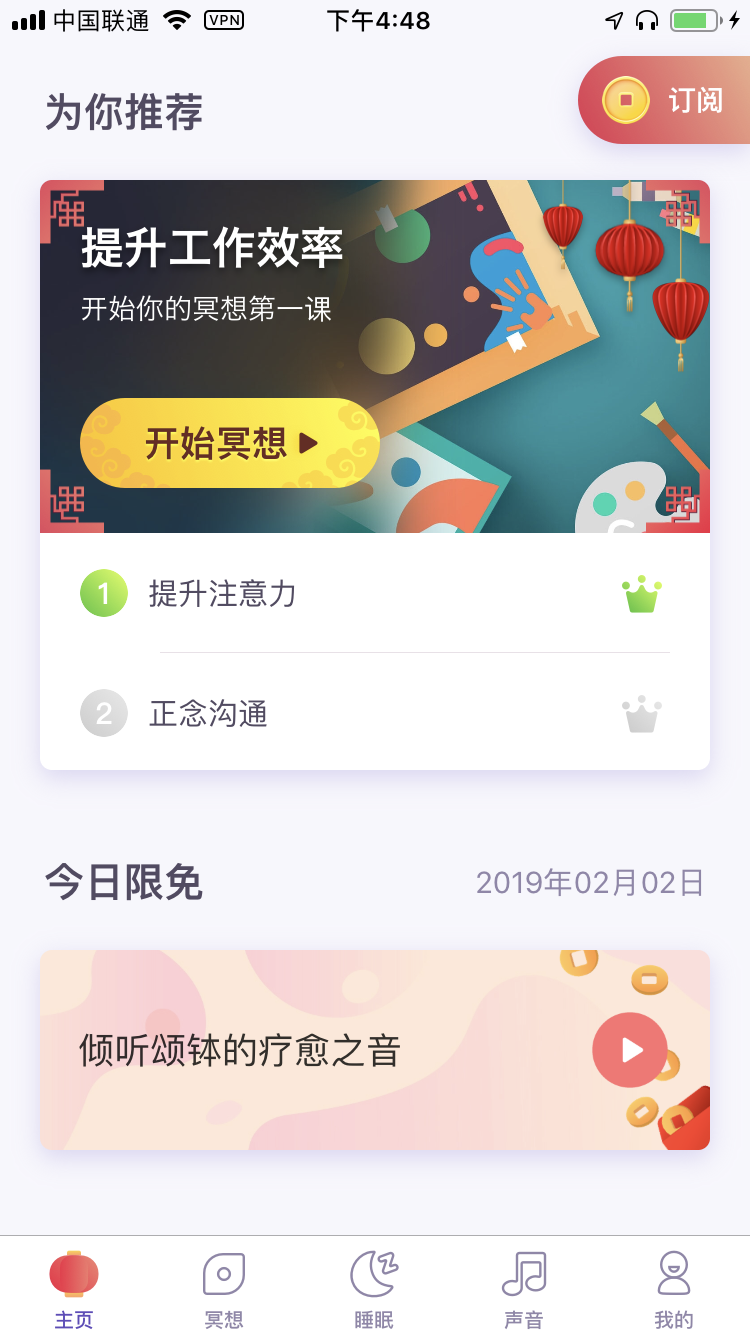 中国联通 VPN 下午4:48
为你推荐
订阅
提升工作效率
开始你的冥想第一课
开始冥想
1 提升注意力
2 正念沟通
今日限免 2019年02月02日
倾听颂钵的疗愈之音
主页 冥想 睡眠 声音 我的